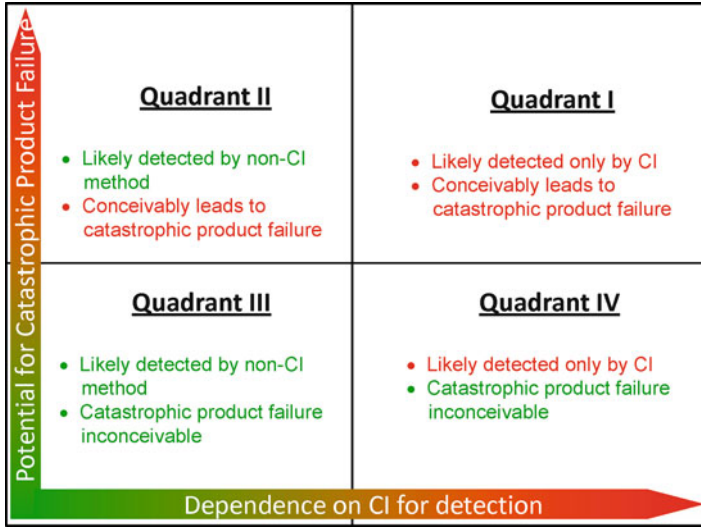 Potential for Catastrophic Product Failure
Quadrant II
• Likely detected by non-CI
method
• Conceivably leads to
catastrophic product failure
Quadrant I
• Likely detected only by CI
• Conceivably leads to
catastrophic product failure
Quadrant III
• Likely detected by non-CI
method
• Catastrophic product failure
inconceivable
Quadrant IV
• Likely detected only by CI
• Catastrophic product failure
inconceivable
Dependence on CI for detection